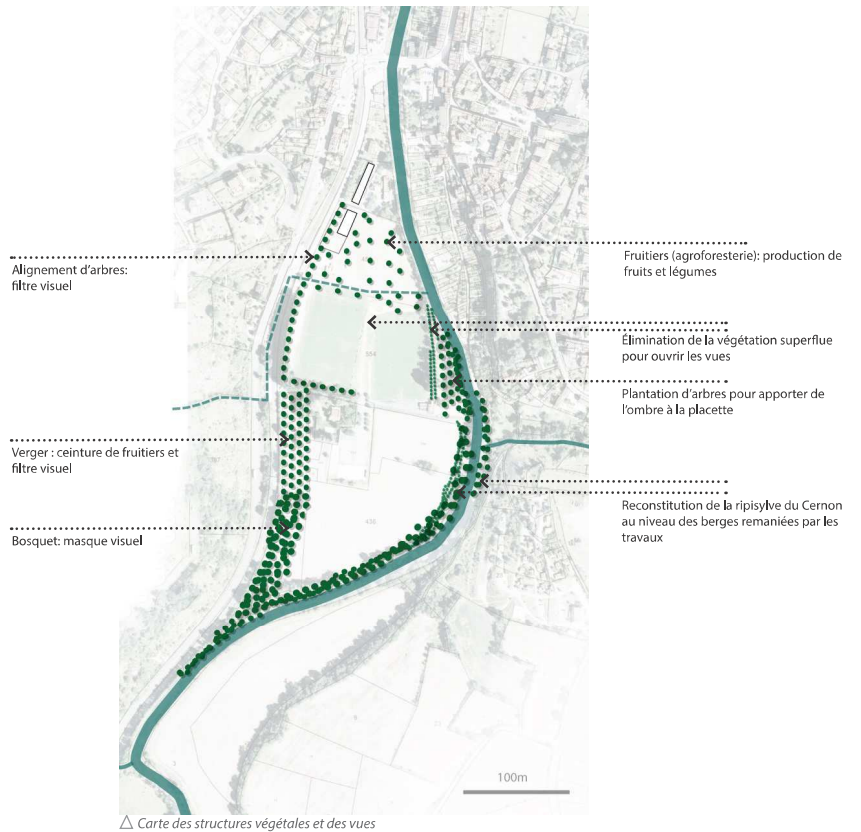 Alignement d'arbres:
filtre visuel
Verger : ceinture de fruitiers et
filtre visuel
Bosquet: masque visuel
Fruitiers (agroforesterie): production de
fruits et légumes
Élimination de la végétation superflue
pour ouvrir les vues
Plantation d'arbres pour apporter de
l'ombre à la placette
Reconstitution de la ripisylve du Cernon
au niveau des berges remaniées par les
travaux
354
436
100m
△ Carte des structures végétales et des vues